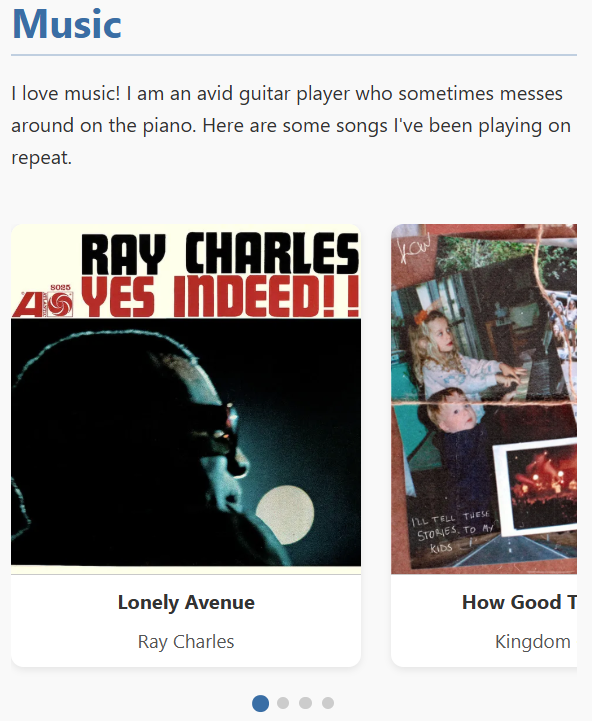 Music
I love music! I am an avid guitar player who sometimes messes
around on the piano. Here are some songs I've been playing on
repeat.
RAY CHARLES
8025
YES INDEED!!
I'LL TELL THESE
STORIES TO MY
KIDS
Lonely Avenue
Ray Charles
How Good T
Kingdom